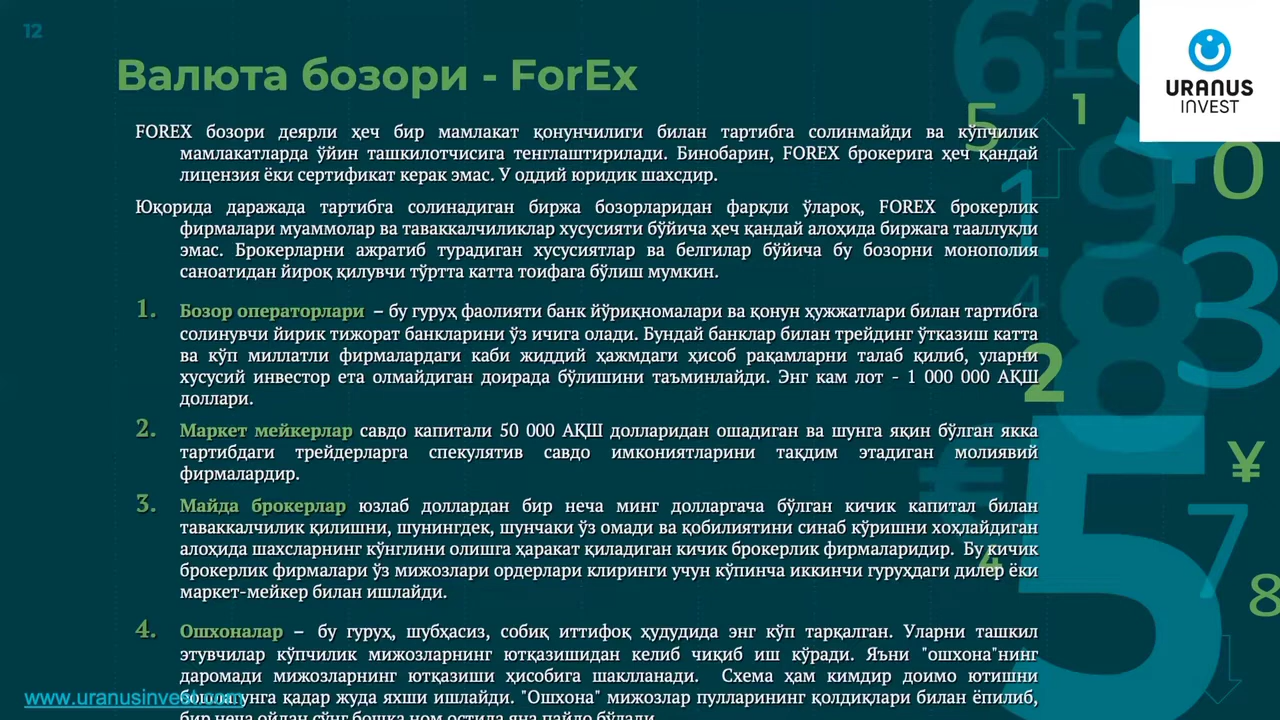 12
Валюта бозори - ForEx
URANUS
INVEST
FOREX бозори деярли ҳеч бир мамлакат қонунчилиги билан тартибга солинмайди ва кўпчилик
мамлакатларда ўйин ташкилотчисига тенглаштирилади. Бинобарин, FOREX брокерига ҳеч қандай
лицензия ёки сертификат керак эмас. У оддий юридик шахсдир.
Юқорида даражада тартибга солинадиган биржа бозорларидан фарқли ўлароқ, FOREX брокерлик
фирмалари муаммолар ва таваккалчиликлар хусусияти бўйича ҳеч қандай алоҳида биржага тааллуқли
эмас. Брокерларни ажратиб турадиган хусусиятлар ва белгилар бўйича бу бозорни монополия
саноатидан йироқ қилувчи тўртта катта тоифага бўлиш мумкин.
1. Бозор операторлари – бу гуруҳ фаолияти банк йўриқномалари ва қонун ҳужжатлари билан тартибга
солинувчи йирик тижорат банкларини ўз ичига олади. Бундай банклар билан трейдинг ўтказиш катта
ва кўп миллатли фирмалардаги каби жиддий ҳажмдаги ҳисоб рақамларни талаб қилиб, уларни
хусусий инвестор ета олмайдиган доирада бўлишини таъминлайди. Энг кам лот - 1 000 000 АҚШ
доллари.
2. Маркет мейкерлар савдо капитали 50 000 АҚШ долларидан ошадиган ва шунга яқин бўлган якка
тартибдаги трейдерларга спекулятив савдо имкониятларини тақдим этадиган молиявий
фирмалардир.
3. Майда брокерлар юзлаб доллардан бир неча минг долларгача бўлган кичик капитал билан
таваккалчилик қилишни, шунингдек, шунчаки ўз омади ва қобилиятини синаб кўришни хоҳлайдиган
алоҳида шахсларнинг кўнглини олишга ҳаракат қиладиган кичик брокерлик фирмаларидир. Бу кичик
брокерлик фирмалари ўз мижозлари ордерлари клиринги учун кўпинча иккинчи гуруҳдаги дилер ёки
маркет-мейкер билан ишлайди.
4. Ошхоналар – бу гуруҳ, шубҳасиз, собиқ иттифоқ ҳудудида энг кўп тарқалган. Уларни ташкил
этувчилар кўпчилик мижозларнинг ютқазишидан келиб чиқиб иш кўради. Яъни "ошхона"нинг
даромади мижозларнинг ютқазиши ҳисобига шаклланади. Схема ҳам кимдир доимо ютишни
бошлагунга қадар жуда яхши ишлайди. "Ошхона" мижозлар пулларининг қолдиқлари билан ёпилиб,
бир неча ойдан сўнг бошқа ном остида яна пайдо бўлади.
www.uranusinvest.com